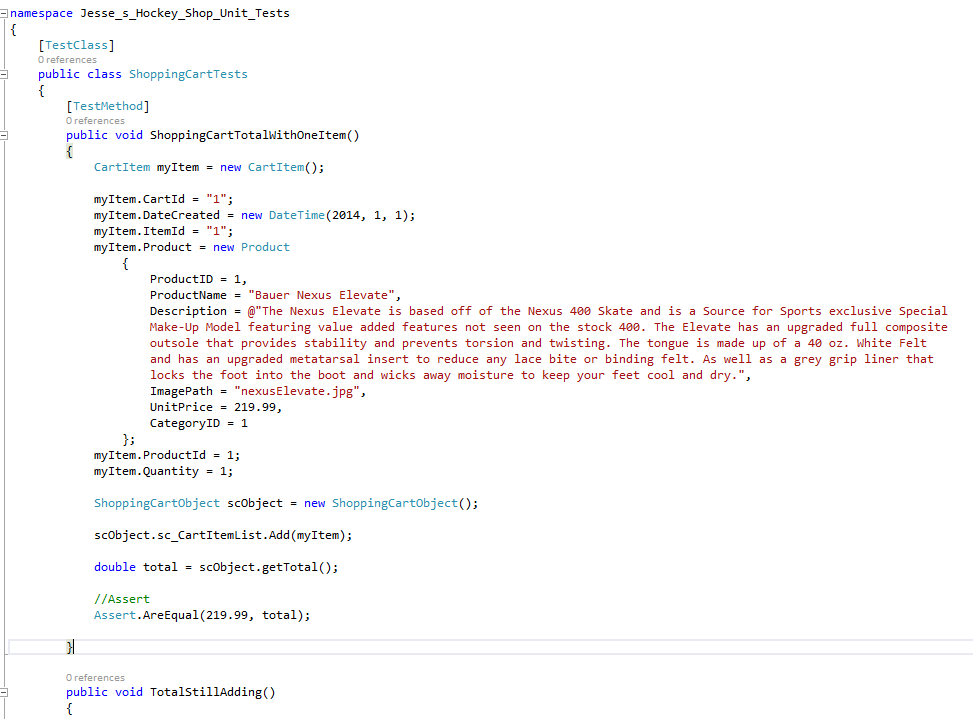 namespace Jesse_s_Hockey_Shop_Unit_Tests
{
[TestClass]
0 references
public class ShoppingCartTests
{
[TestMethod]
0 references
public void ShoppingCartTotalWithOneItem()
{
CartItem myItem = new CartItem();
myItem.CartId = "1";
myItem.DateCreated = new DateTime(2014, 1, 1);
myItem.ItemId = "1";
myItem.Product = new Product
{
ProductID = 1,
ProductName = "Bauer Nexus Elevate",
Description = @"The Nexus Elevate is based off of the Nexus 400 Skate and is a Source for Sports exclusive Special
Make-Up Model featuring value added features not seen on the stock 400. The Elevate has an upgraded full composite
outsole that provides stability and prevents torsion and twisting. The tongue is made up of a 40 oz. White Felt
and has an upgraded metatarsal insert to reduce any lace bite or binding felt. As well as a grey grip liner that
locks the foot into the boot and wicks away moisture to keep your feet cool and dry.",
ImagePath = "nexusElevate.jpg",
UnitPrice = 219.99,
CategoryID = 1
};
myItem.ProductId = 1;
myItem.Quantity = 1;
ShoppingCartObject scObject = new ShoppingCartObject();
scObject.sc_CartItemList.Add(myItem);
double total = scObject.getTotal();
//Assert
Assert.AreEqual(219.99, total);
}
0 references
public void TotalStillAdding()
{